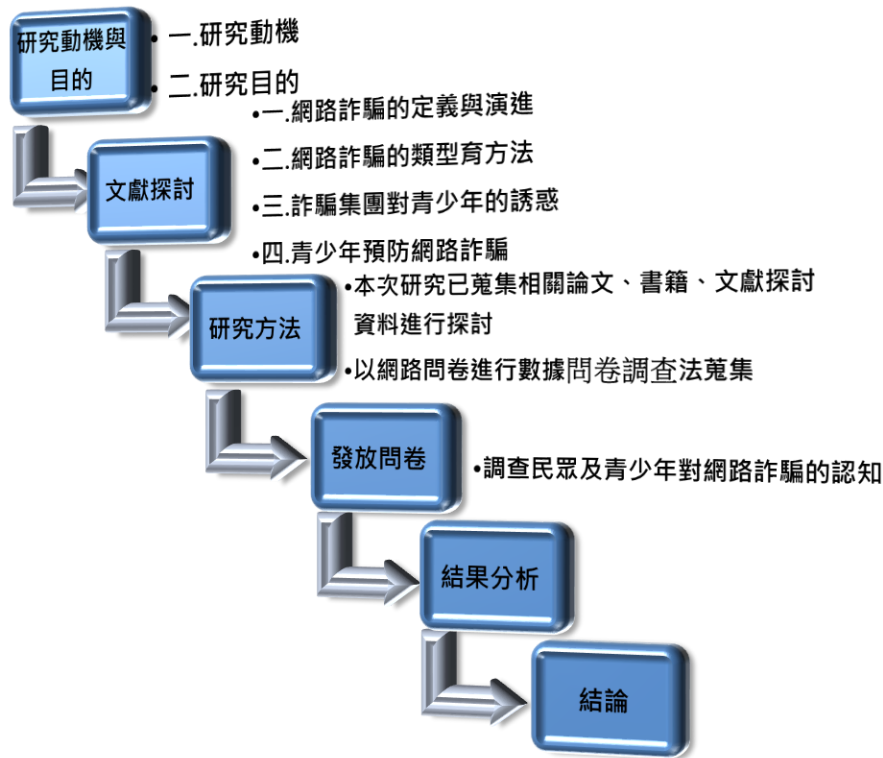 研究動機與
目的
• 一.研究動機
• 二.研究目的
文獻探討
•一.網路詐騙的定義與演進
•二.網路詐騙的類型育方法
•三.詐騙集團對青少年的誘惑
•四.青少年預防網路詐騙
研究方法
•本次研究已蒐集相關論文、書籍、文獻探討
資料進行探討
•以網路問卷進行數據問卷調查法蒐集
發放問卷
•調查民眾及青少年對網路詐騙的認知
結果分析
結論